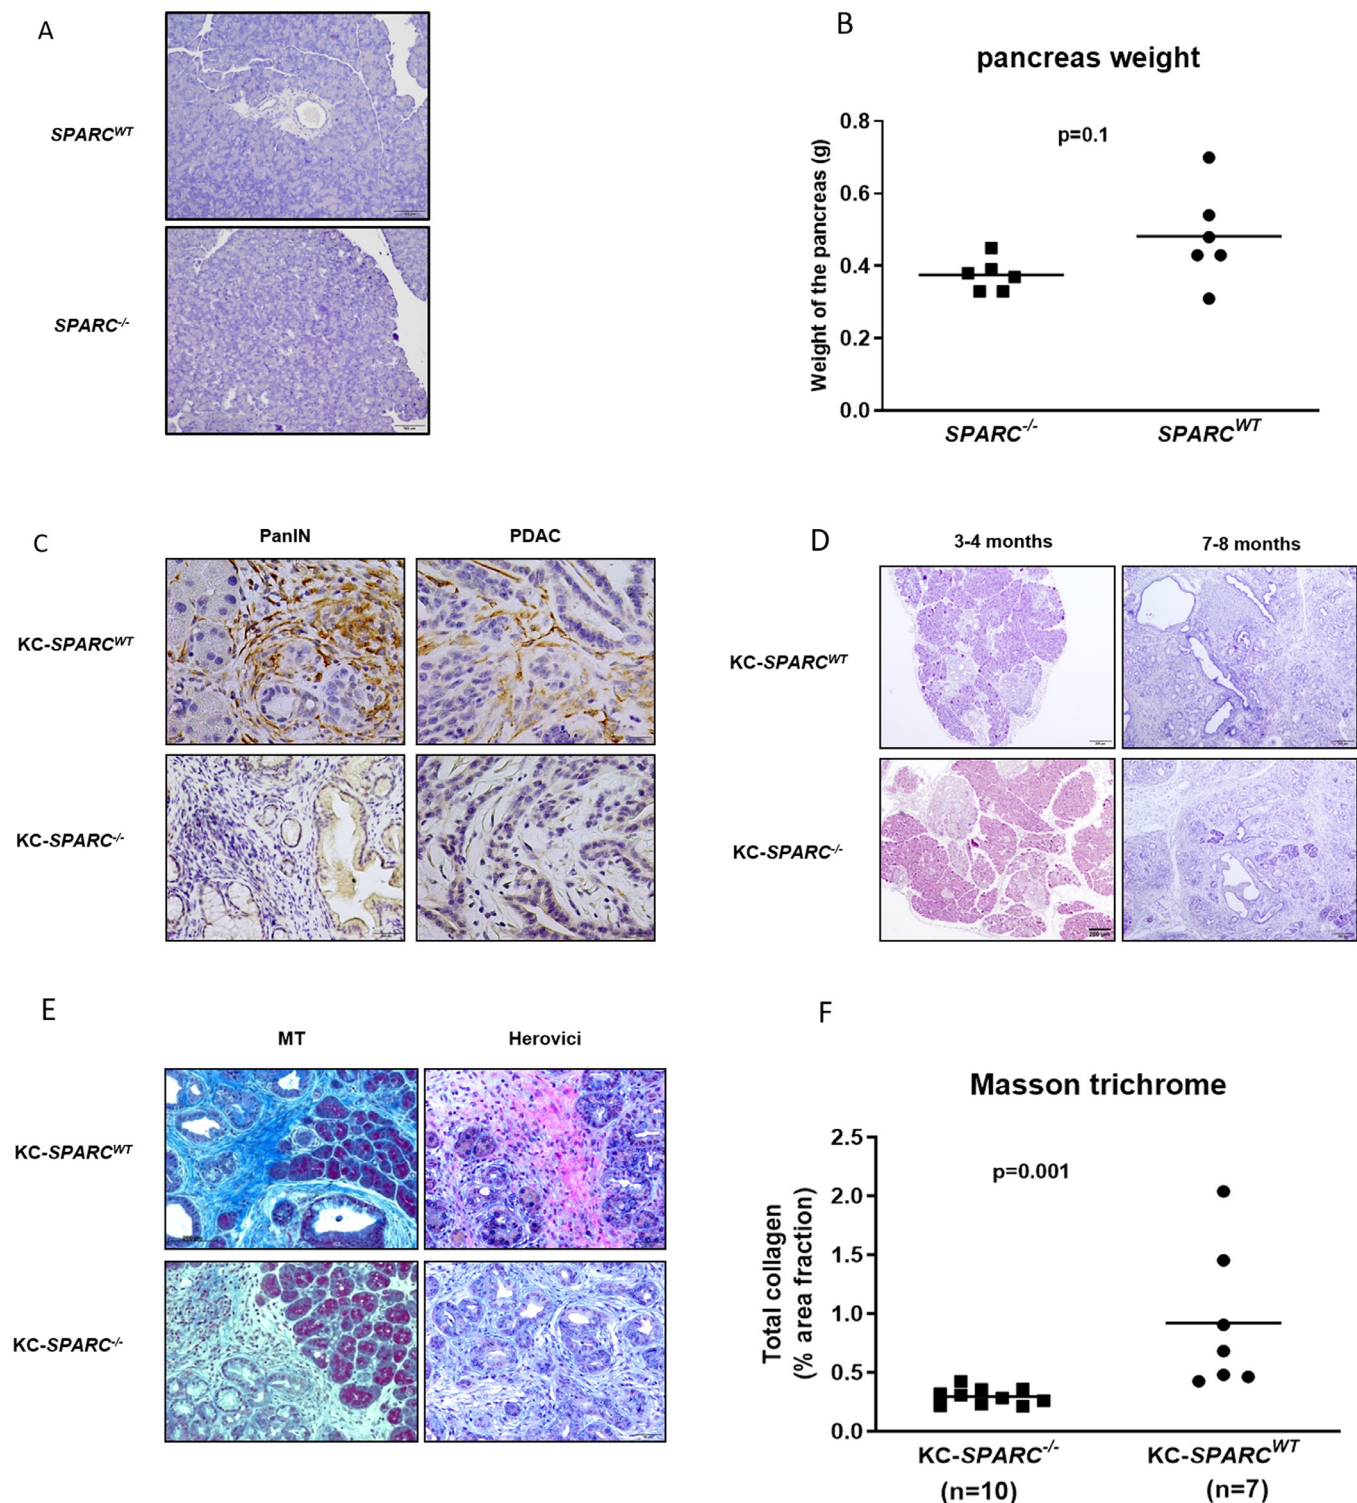 A
SPARC^WT
SPARC^-/-
B
pancreas weight
p=0.1
Weight of the pancreas (g)
0.8
0.6
0.4
0.2
0.0
SPARC^-/-
SPARC^WT
C
PanIN
PDAC
KC-SPARC^WT
KC-SPARC^-/-
D
3-4 months
7-8 months
KC-SPARC^WT
KC-SPARC^-/-
200 μm
E
MT
Herovici
KC-SPARC^WT
KC-SPARC^-/-
F
Masson trichrome
p=0.001
Total collagen
(% area fraction)
2.5
2.0
1.5
1.0
0.5
0.0
KC-SPARC^-/-
(n=10)
KC-SPARC^WT
(n=7)